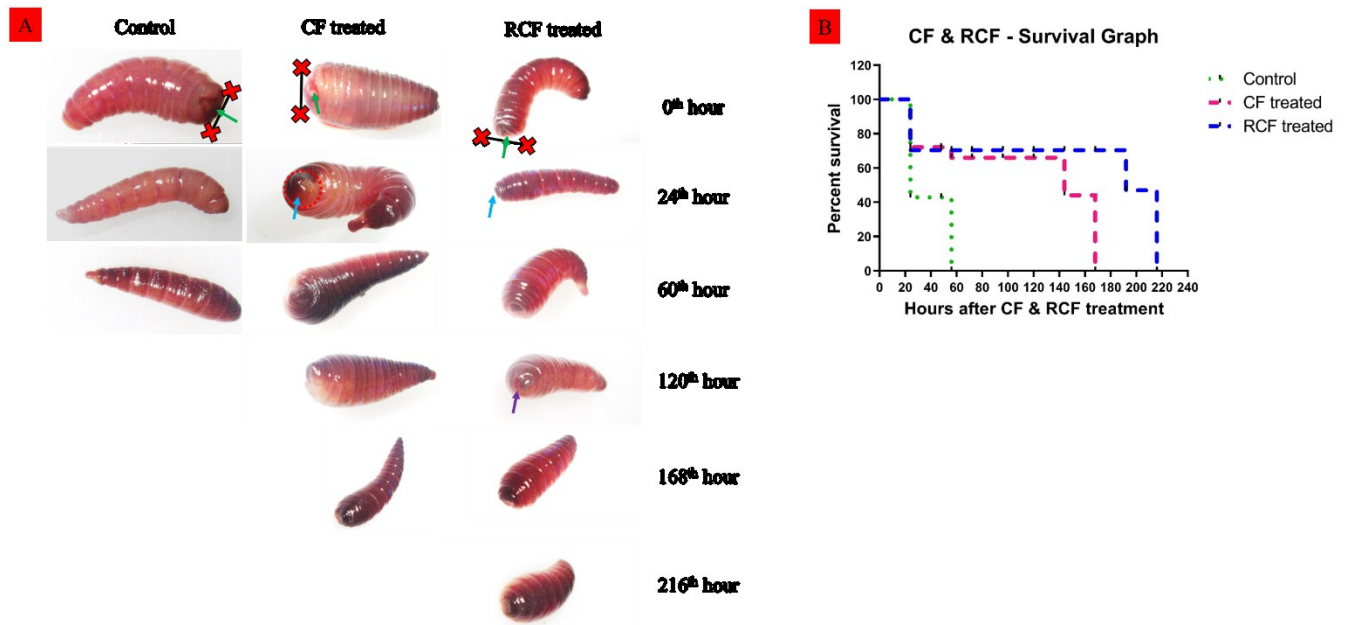 A
Control
CF treated
RCF treated
0th hour
24th hour
60th hour
120th hour
168th hour
216th hour
B
CF & RCF - Survival Graph
Percent survival
120
100
80
60
40
20
0
0 20 40 60 80 100 120 140 160 180 200 220 240
Hours after CF & RCF treatment
Control
CF treated
RCF treated